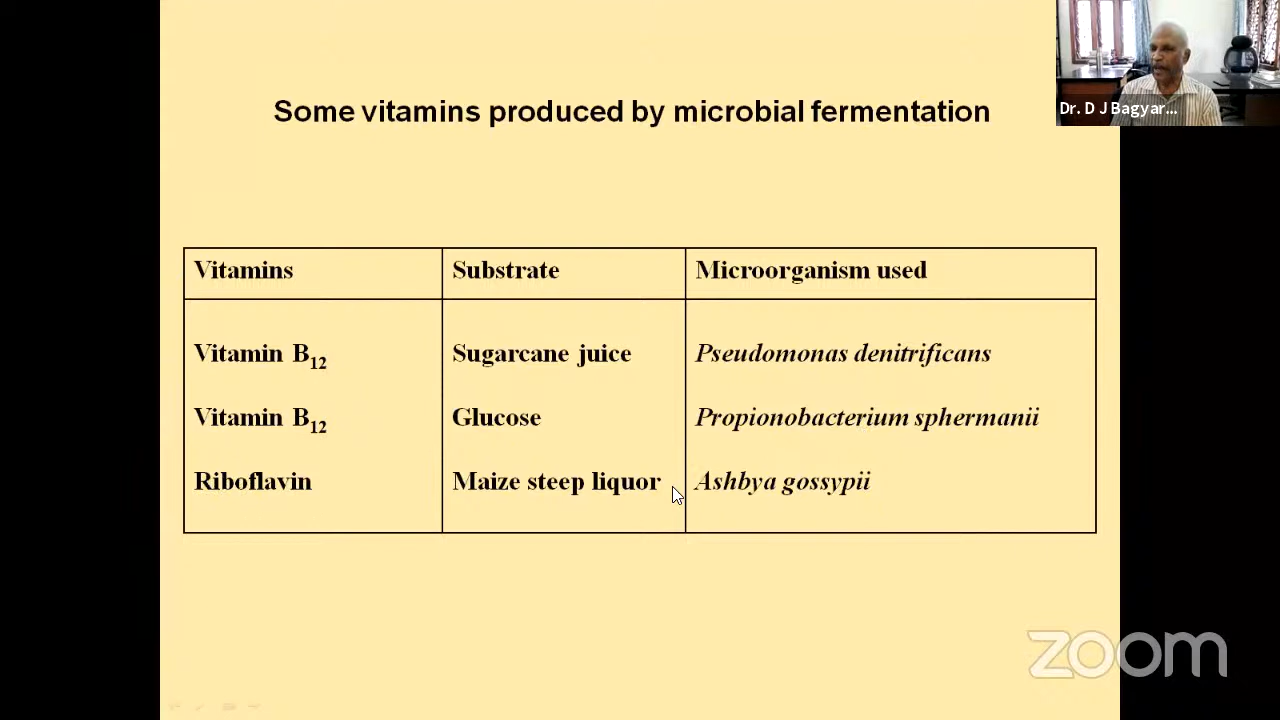 Some vitamins produced by microbial fermentation
Dr. D J Bagyar...
Vitamins Substrate Microorganism used
Vitamin B12 Sugarcane juice Pseudomonas denitrificans
Vitamin B12 Glucose Propionobacterium sphermanii
Riboflavin Maize steep liquor Ashbya gossypii
zoom